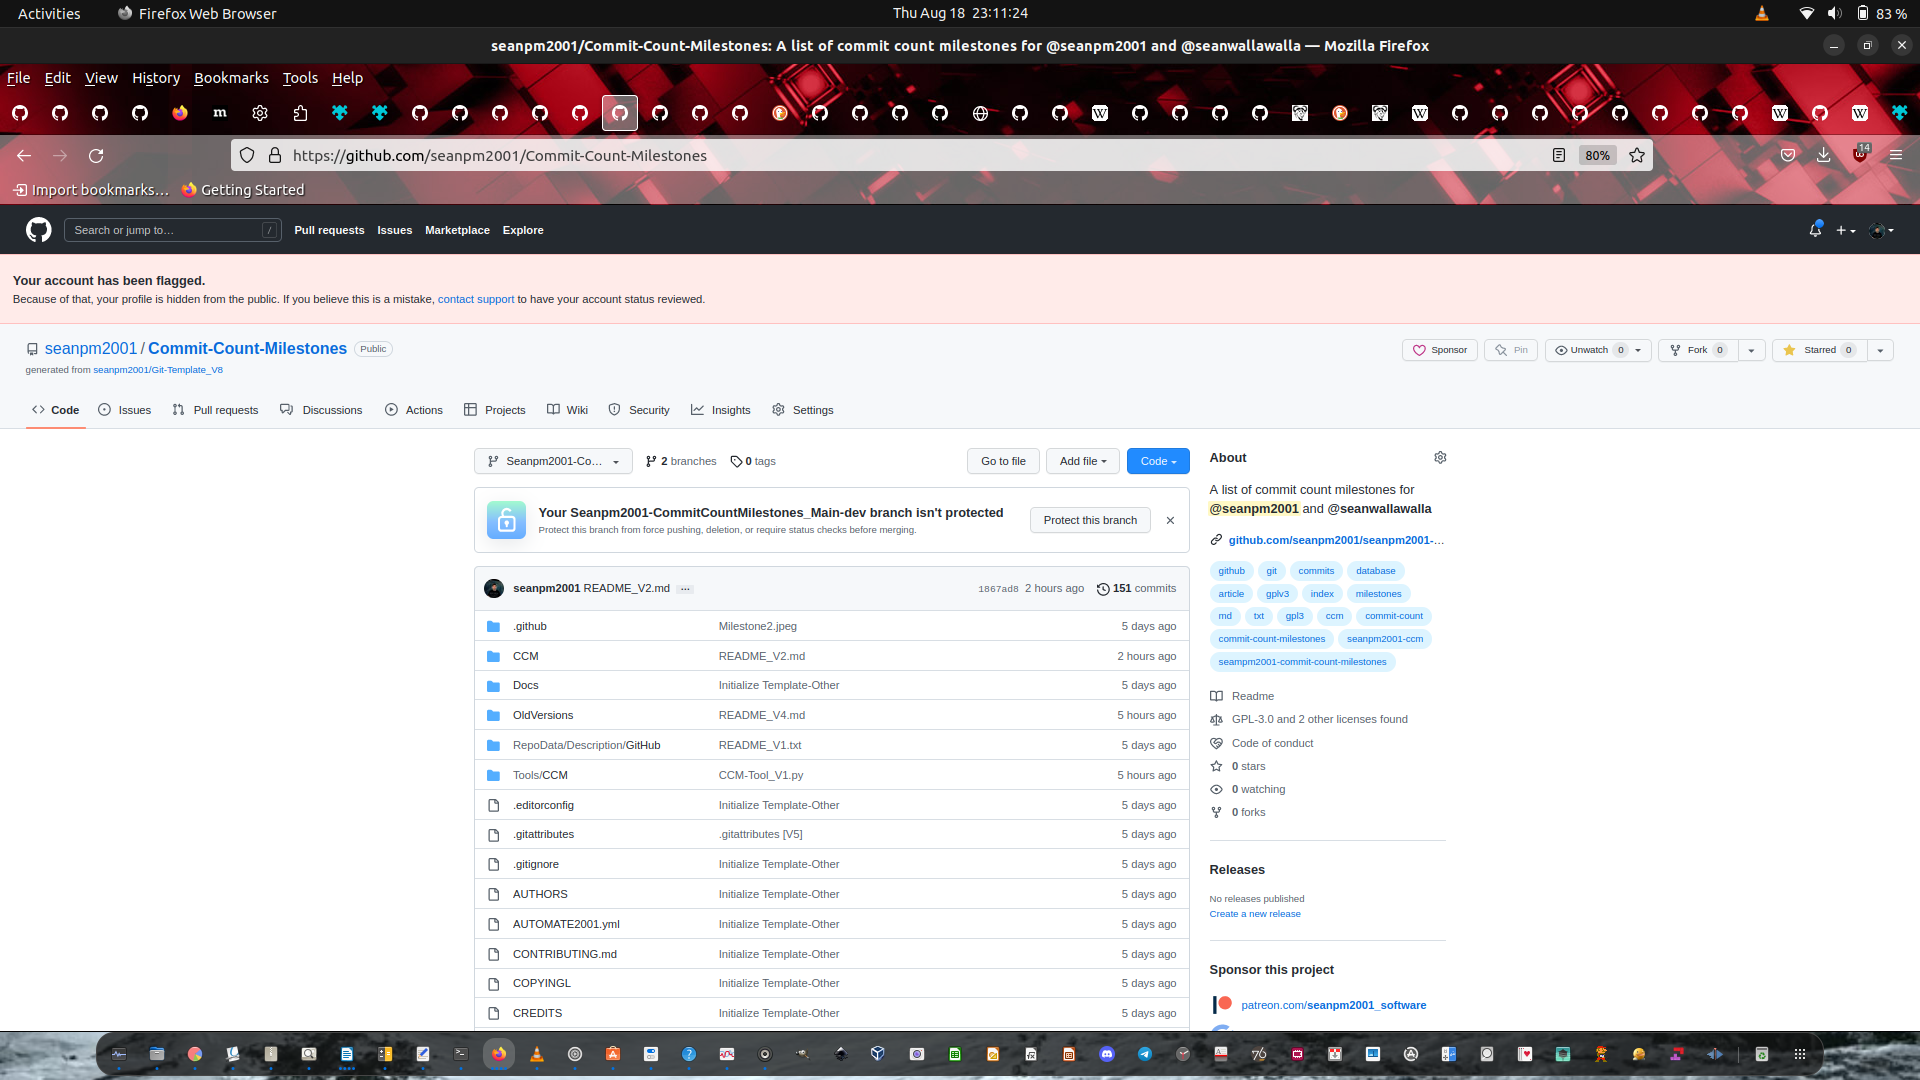 Activities Firefox Web Browser Thu Aug 18 23:11:24 83 %
seanpm2001/Commit-Count-Milestones: A list of commit count milestones for @seanpm2001 and @seanwallawalla — Mozilla Firefox
File Edit View History Bookmarks Tools Help
https://github.com/seanpm2001/Commit-Count-Milestones 80% 14
Import bookmarks… Getting Started
Search or jump to… / Pull requests Issues Marketplace Explore
Your account has been flagged.
Because of that, your profile is hidden from the public. If you believe this is a mistake, contact support to have your account status reviewed.
seanpm2001 / Commit-Count-Milestones Public Sponsor Pin Unwatch 0 Fork 0 Starred 0
generated from seanpm2001/Git-Template_V8
Code Issues Pull requests Discussions Actions Projects Wiki Security Insights Settings
Seanpm2001-Co… 2 branches 0 tags Go to file Add file Code
Your Seanpm2001-CommitCountMilestones_Main-dev branch isn't protected
Protect this branch from force pushing, deletion, or require status checks before merging.
Protect this branch
seanpm2001 README_V2.md … 1867ad8 2 hours ago 151 commits
.github Milestone2.jpeg 5 days ago
CCM README_V2.md 2 hours ago
Docs Initialize Template-Other 5 days ago
OldVersions README_V4.md 5 hours ago
RepoData/Description/GitHub README_V1.txt 5 days ago
Tools/CCM CCM-Tool_V1.py 5 hours ago
.editorconfig Initialize Template-Other 5 days ago
.gitattributes .gitattributes [V5] 5 days ago
.gitignore Initialize Template-Other 5 days ago
AUTHORS Initialize Template-Other 5 days ago
AUTOMATE2001.yml Initialize Template-Other 5 days ago
CONTRIBUTING.md Initialize Template-Other 5 days ago
COPYINGL Initialize Template-Other 5 days ago
CREDITS Initialize Template-Other 5 days ago
About
A list of commit count milestones for
@seanpm2001 and @seanwallawalla
github.com/seanpm2001/seanpm2001-…
github git commits database
article gplv3 index milestones
md txt gpl3 ccm commit-count
commit-count-milestones seanpm2001-ccm
seampm2001-commit-count-milestones
Readme
GPL-3.0 and 2 other licenses found
Code of conduct
0 stars
0 watching
0 forks
Releases
No releases published
Create a new release
Sponsor this project
patreon.com/seanpm2001_software